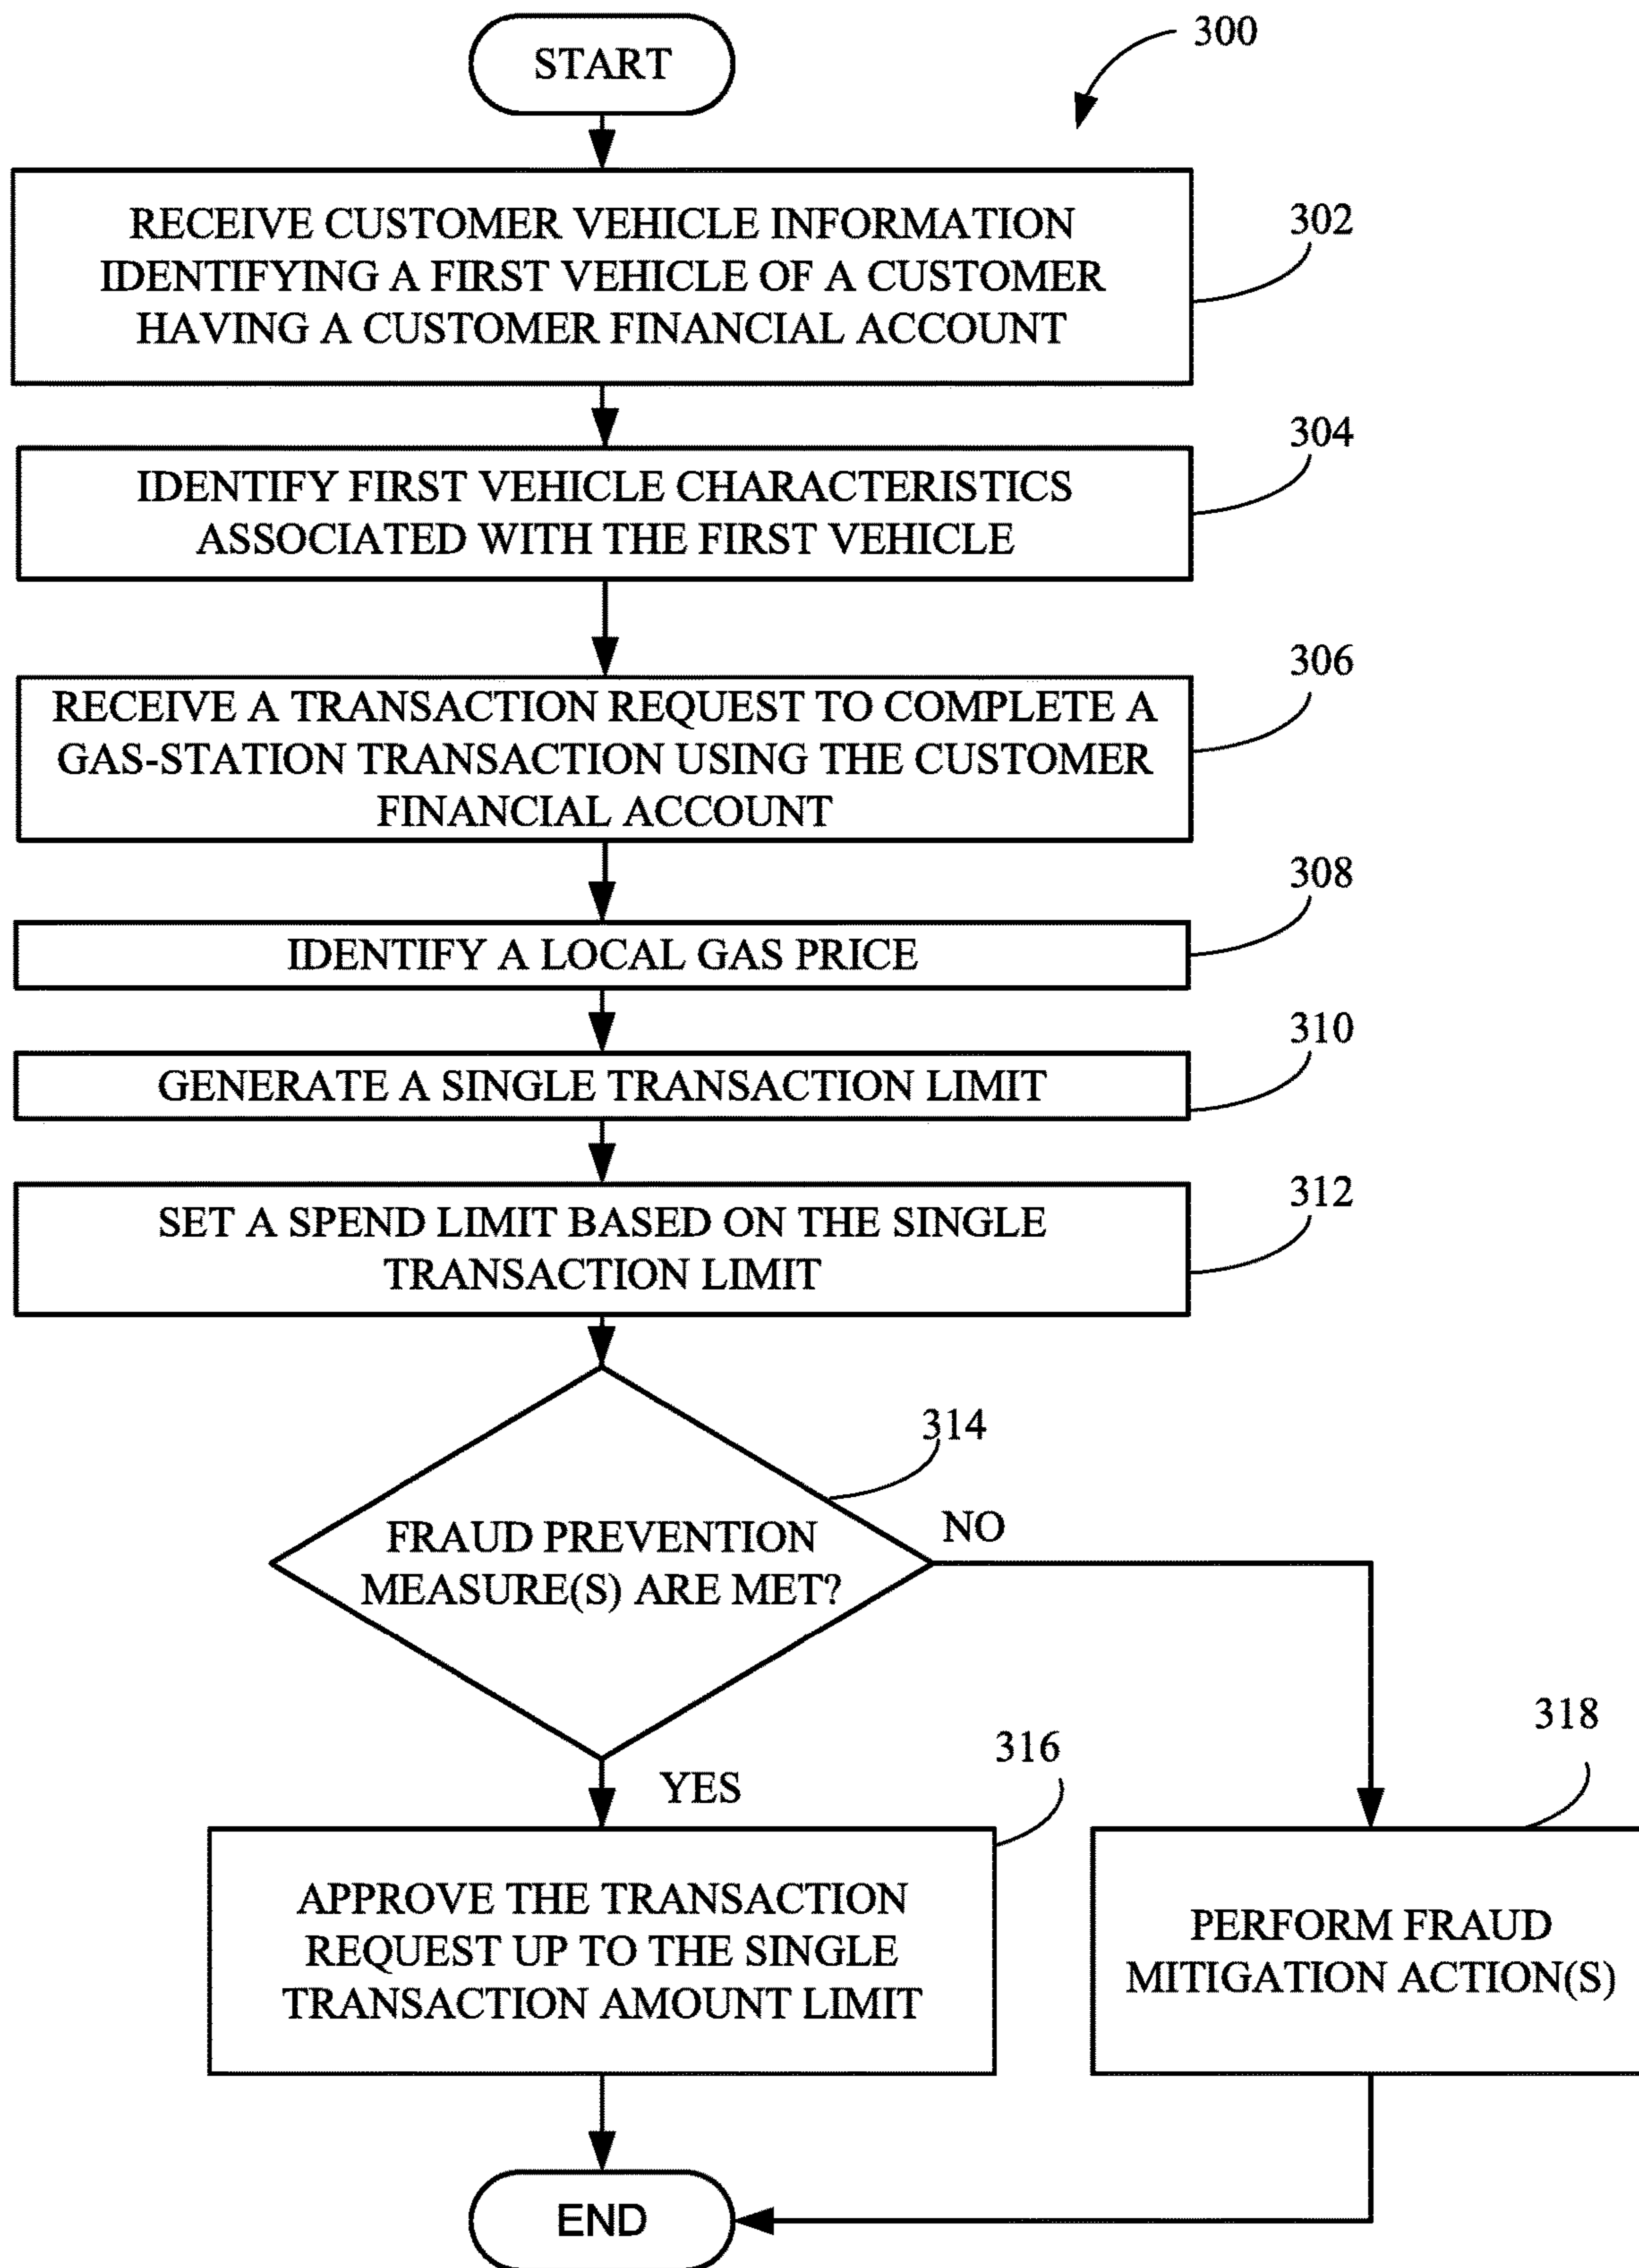 300
START
RECEIVE CUSTOMER VEHICLE INFORMATION
IDENTIFYING A FIRST VEHICLE OF A CUSTOMER
HAVING A CUSTOMER FINANCIAL ACCOUNT
302
IDENTIFY FIRST VEHICLE CHARACTERISTICS
ASSOCIATED WITH THE FIRST VEHICLE
304
RECEIVE A TRANSACTION REQUEST TO COMPLETE A
GAS-STATION TRANSACTION USING THE CUSTOMER
FINANCIAL ACCOUNT
306
IDENTIFY A LOCAL GAS PRICE
308
GENERATE A SINGLE TRANSACTION LIMIT
310
SET A SPEND LIMIT BASED ON THE SINGLE
TRANSACTION LIMIT
312
FRAUD PREVENTION
MEASURE(S) ARE MET?
314
NO
YES
APPROVE THE TRANSACTION
REQUEST UP TO THE SINGLE
TRANSACTION AMOUNT LIMIT
316
PERFORM FRAUD
MITIGATION ACTION(S)
318
END